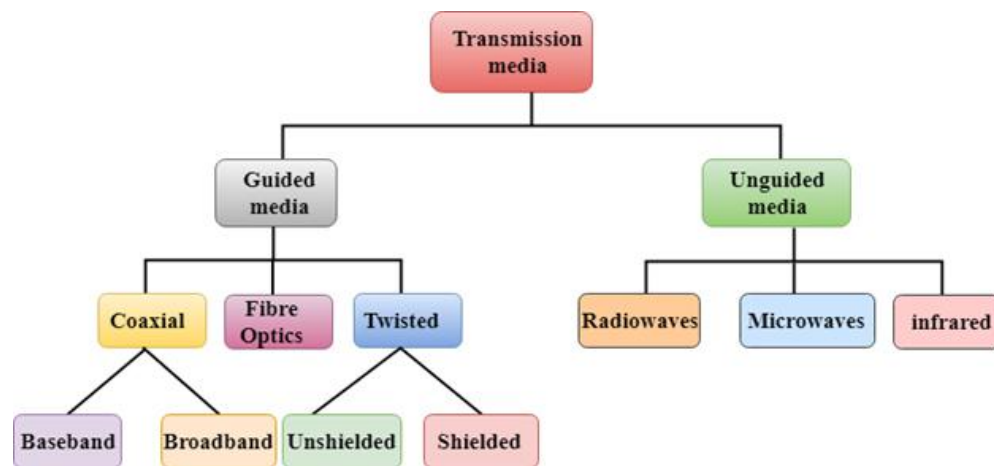 Transmission
media
Guided
media
Unguided
media
Coaxial
Fibre
Optics
Twisted
Radiowaves
Microwaves
infrared
Baseband
Broadband
Unshielded
Shielded